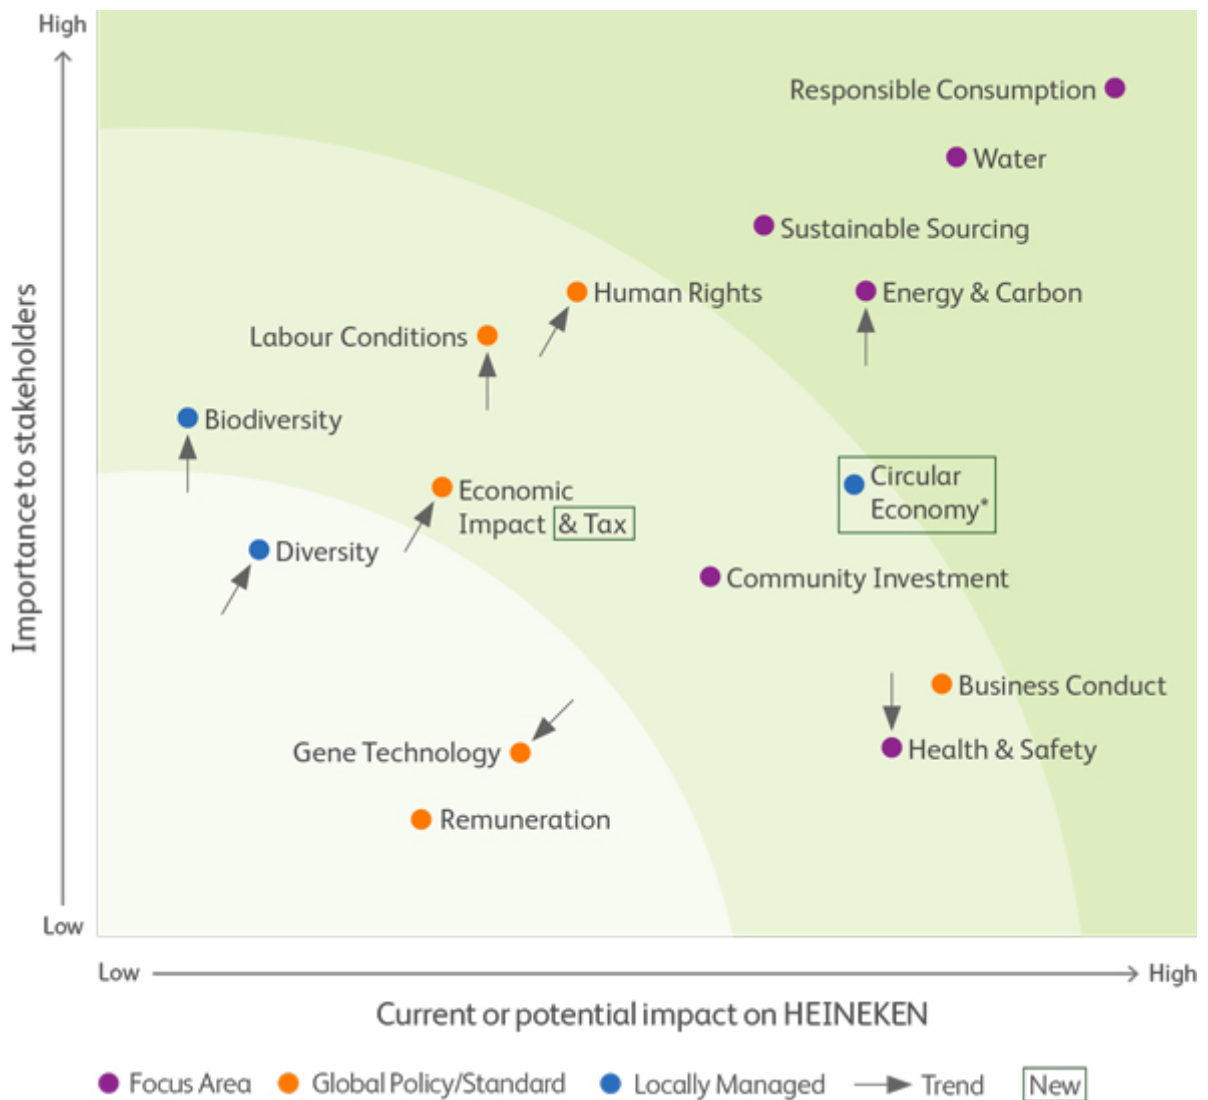 High
Responsible Consumption
Water
Sustainable Sourcing
Human Rights
Energy & Carbon
Labour Conditions
Biodiversity
Circular
Economy*
Economic
Impact & Tax
Diversity
Community Investment
Business Conduct
Gene Technology
Health & Safety
Remuneration
Importance to stakeholders
Low
Low
High
Current or potential impact on HEINEKEN
Focus Area
Global Policy/Standard
Locally Managed
Trend
New